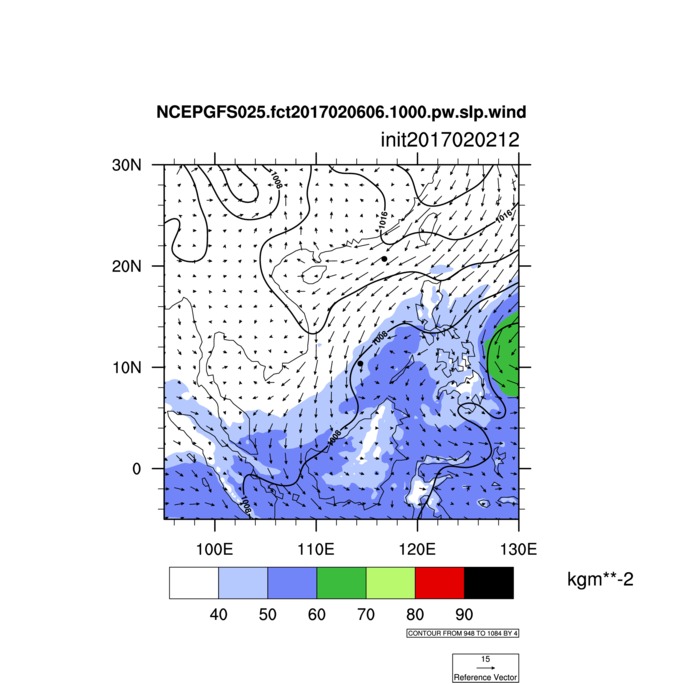 NCEPGFS025.fct2017020606.1000.pw.slp.wind
init2017020212
30N
20N
10N
0
1008
1016
1016
1008
1008
1008
100E 110E 120E 130E
kgm**-2
40 50 60 70 80 90
CONTOUR FROM 948 TO 1084 BY 4
15
Reference Vector